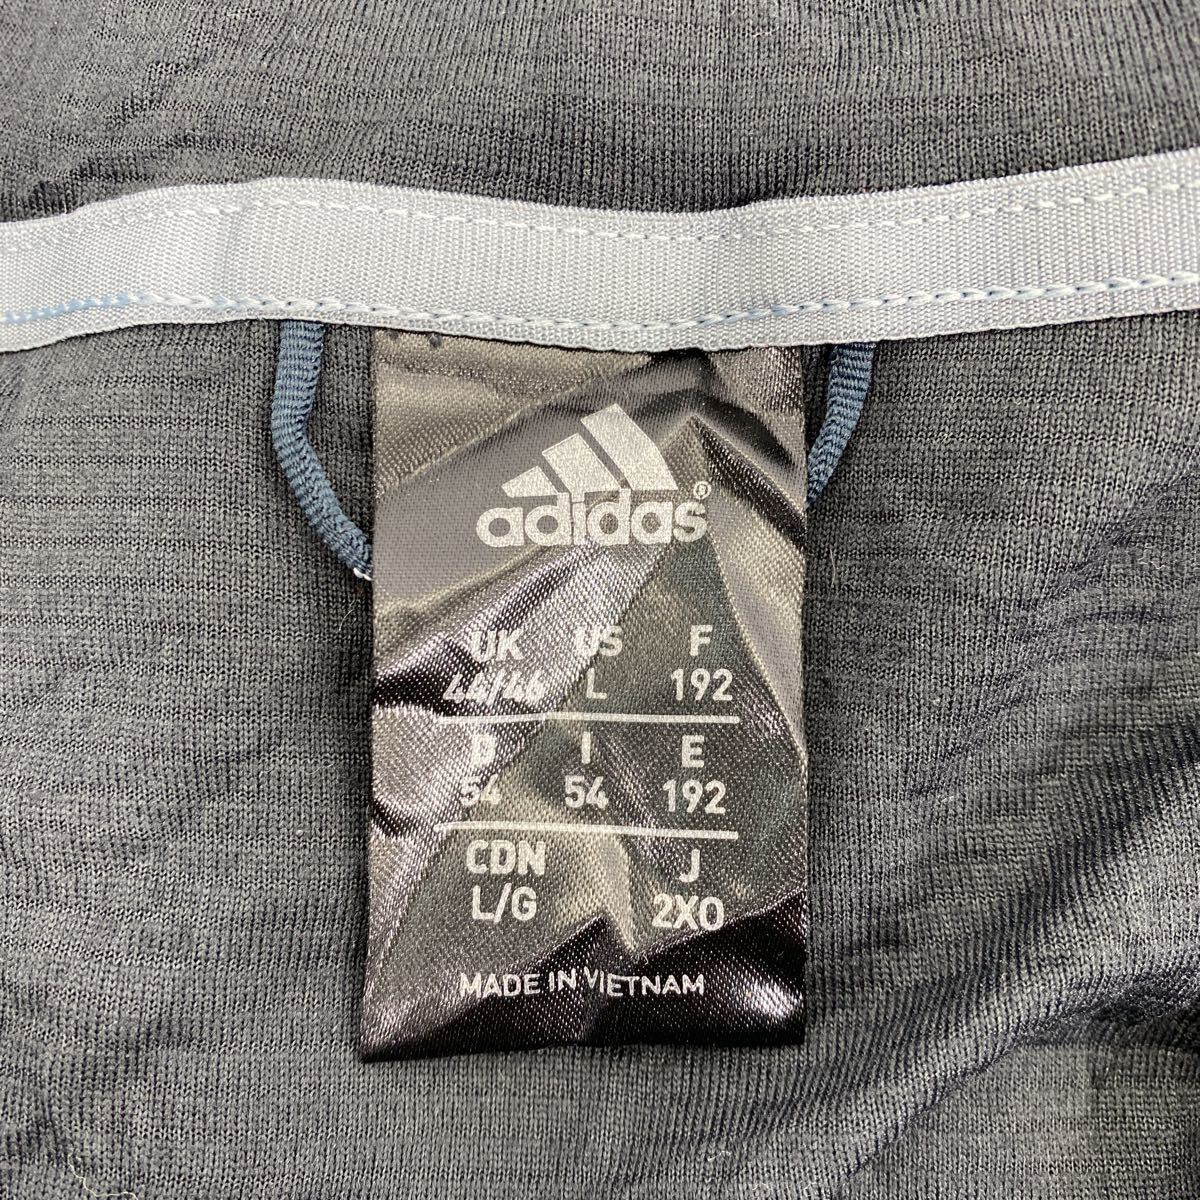 adidas®
UK US F
44/46 L 192
D I E
54 54 192
CDN J
L/G 2XO
MADE IN VIETNAM